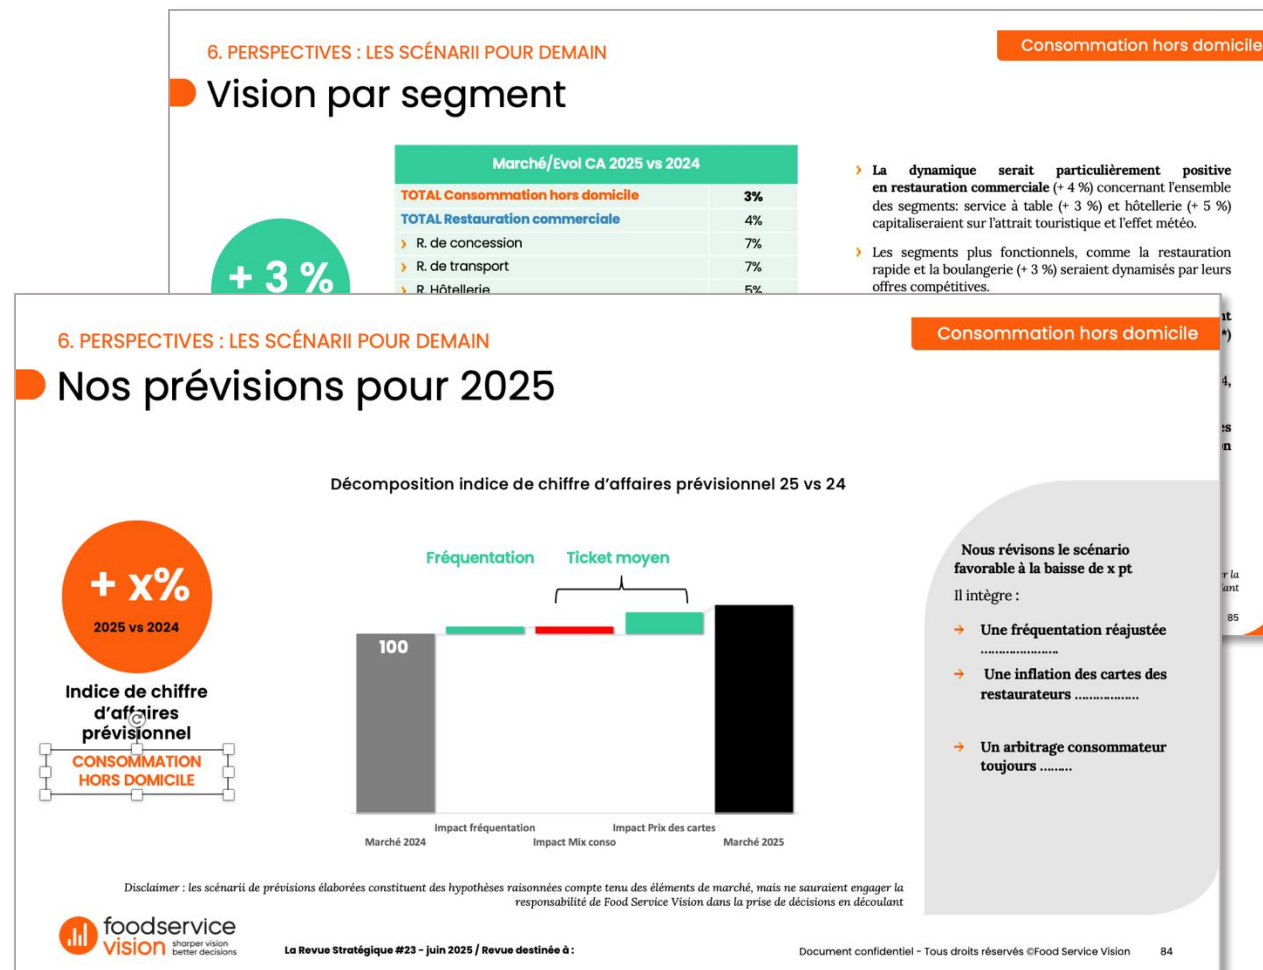 6. PERSPECTIVES : LES SCÉNARII POUR DEMAIN
Consommation hors domicile
Vision par segment
Marché/Evol CA 2025 vs 2024
TOTAL Consommation hors domicile 3%
TOTAL Restauration commerciale 4%
R. de concession 7%
R. de transport 7%
R. Hôtellerie 5%
+ 3 %
La dynamique serait particulièrement positive
en restauration commerciale (+ 4 %) concernant l'ensemble
des segments: service à table (+ 3 %) et hôtellerie (+ 5 %)
capitaliseraient sur l'attrait touristique et l'effet météo.
Les segments plus fonctionnels, comme la restauration
rapide et la boulangerie (+ 3 %) seraient dynamisés par leurs
offres compétitives.
85
6. PERSPECTIVES : LES SCÉNARII POUR DEMAIN
Consommation hors domicile
Nos prévisions pour 2025
Décomposition indice de chiffre d'affaires prévisionnel 25 vs 24
+ x%
2025 vs 2024
Indice de chiffre
d'affaires
prévisionnel
CONSOMMATION
HORS DOMICILE
Fréquentation Ticket moyen
100
Impact fréquentation Impact Prix des cartes
Marché 2024 Impact Mix conso Marché 2025
Nous révisons le scénario
favorable à la baisse de x pt
Il intègre :
Une fréquentation réajustée
......................
Une inflation des cartes des
restaurateurs ..................
Un arbitrage consommateur
toujours .........
Disclaimer : les scénarii de prévisions élaborées constituent des hypothèses raisonnées compte tenu des éléments de marché, mais ne sauraient engager la
responsabilité de Food Service Vision dans la prise de décisions en découlant
foodservice
vision sharper vision
better decisions
La Revue Stratégique #23 - juin 2025 / Revue destinée à :
Document confidentiel - Tous droits réservés ©Food Service Vision 84